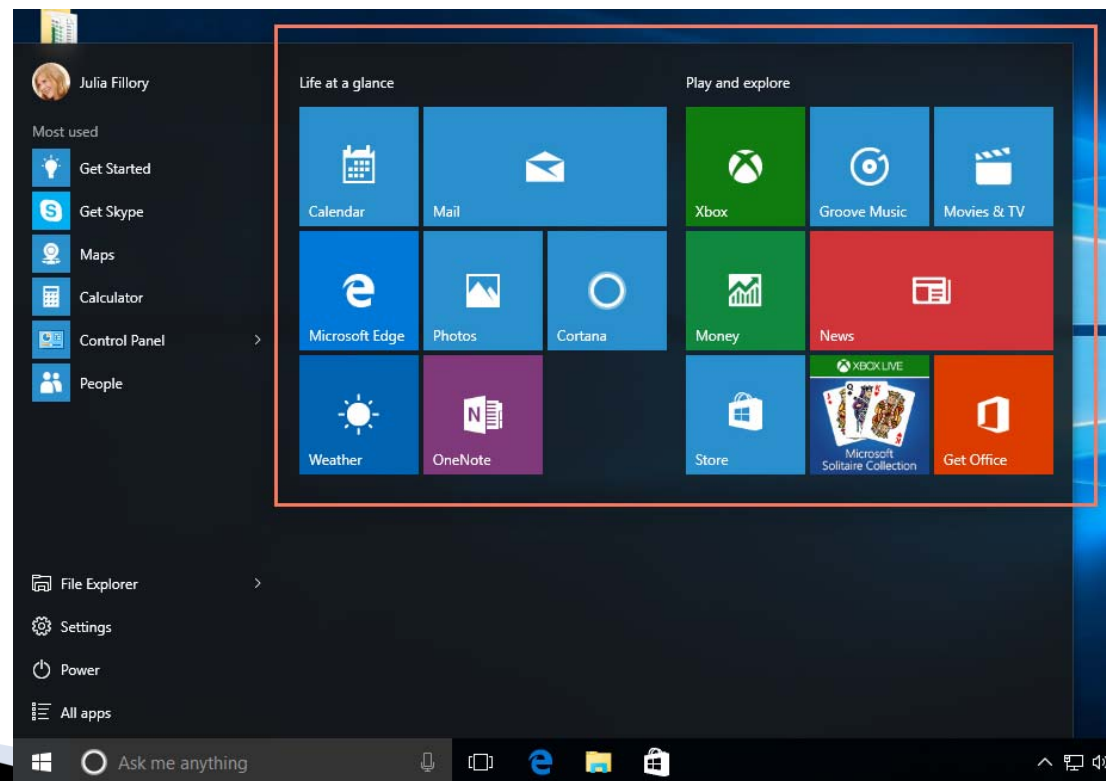 Julia Fillory
Most used
Get Started
Get Skype
Maps
Calculator
Control Panel
People
File Explorer
Settings
Power
All apps
Life at a glance
Calendar
Mail
Microsoft Edge
Photos
Cortana
Weather
OneNote
Play and explore
Xbox
Groove Music
Movies & TV
Money
News
Store
XBOX LIVE
Microsoft
Solitaire Collection
Get Office
Ask me anything